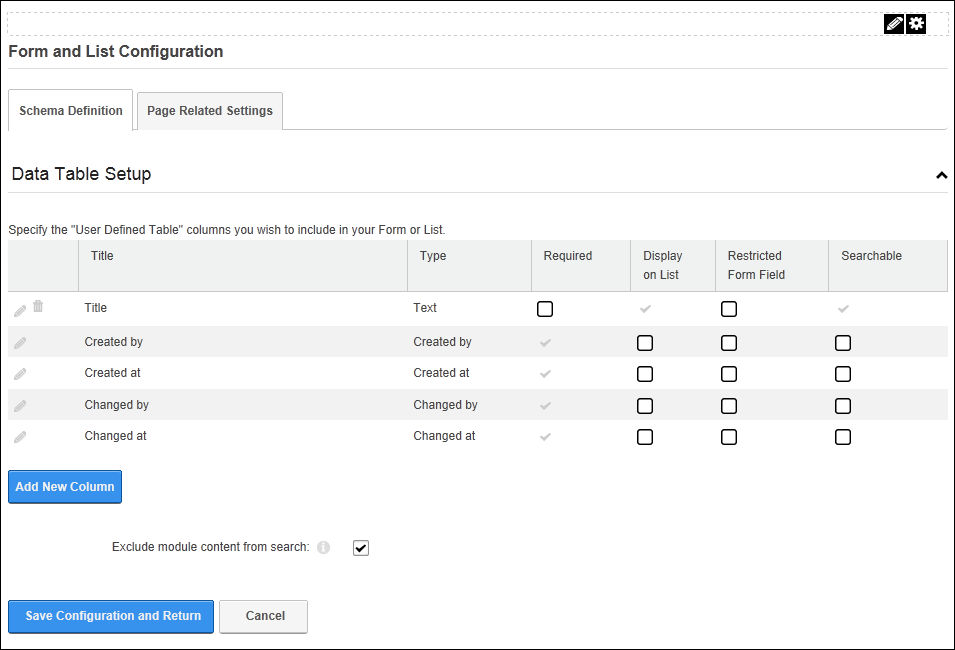 Form and List Configuration
Schema Definition Page Related Settings
Data Table Setup
Specify the "User Defined Table" columns you wish to include in your Form or List.
Title Type Required Display on List Restricted Form Field Searchable
Title Text
Created by Created by
Created at Created at
Changed by Changed by
Changed at Changed at
Add New Column
Exclude module content from search:
Save Configuration and Return Cancel